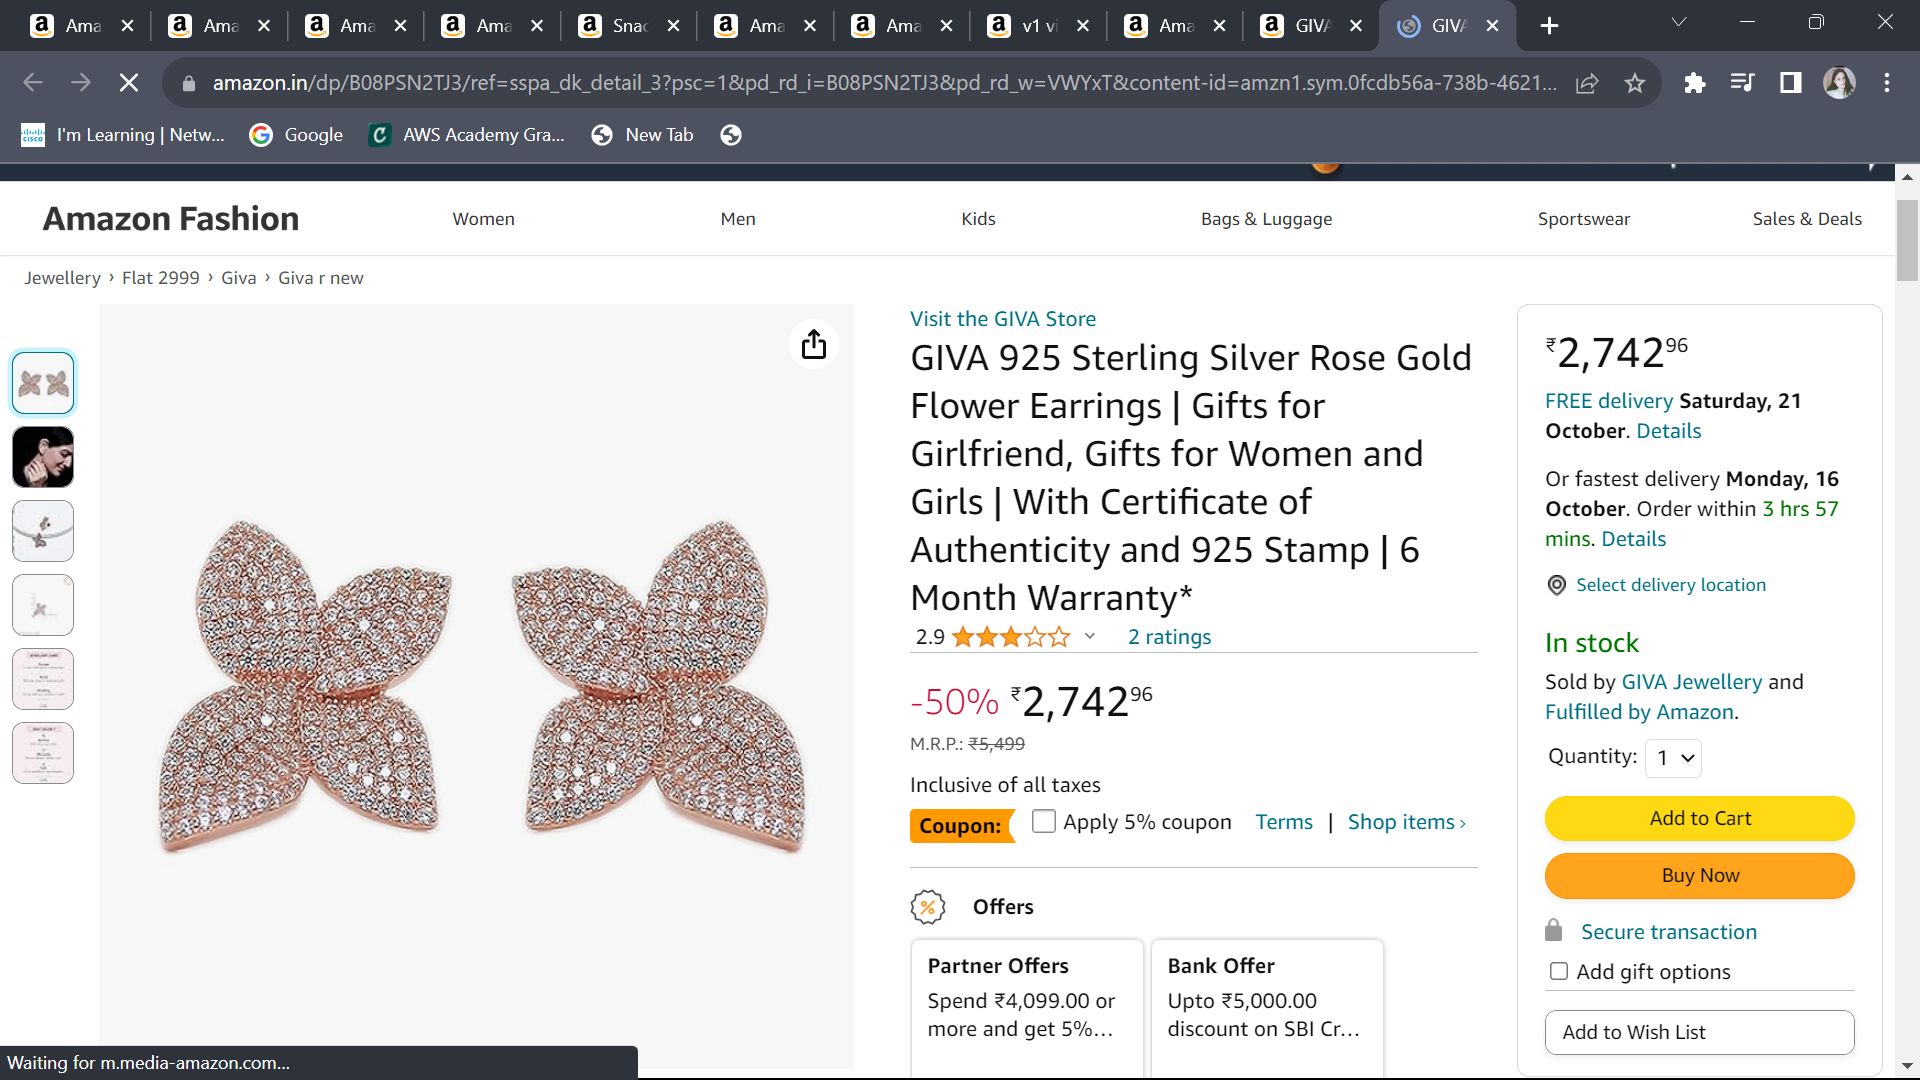 Ama
Ama
Ama
Ama
Snac
Ama
Ama
v1 vi
Ama
GIVA
GIVA
amazon.in/dp/B08PSN2TJ3/ref=sspa_dk_detail_3?psc=1&pd_rd_i=B08PSN2TJ3&pd_rd_w=VWYxT&content-id=amzn1.sym.0fcdb56a-738b-4621...
I'm Learning | Netw...
Google
AWS Academy Gra...
New Tab
Amazon Fashion
Women
Men
Kids
Bags & Luggage
Sportswear
Sales & Deals
Jewellery › Flat 2999 › Giva › Giva r new
Visit the GIVA Store
GIVA 925 Sterling Silver Rose Gold
Flower Earrings | Gifts for
Girlfriend, Gifts for Women and
Girls | With Certificate of
Authenticity and 925 Stamp | 6
Month Warranty*
2.9
2 ratings
-50% ₹2,742 96
M.R.P.: ₹5,499
Inclusive of all taxes
Coupon:
Apply 5% coupon
Terms | Shop items ›
Offers
Partner Offers
Spend ₹4,099.00 or
more and get 5%...
Bank Offer
Upto ₹5,000.00
discount on SBI Cr...
₹2,742 96
FREE delivery Saturday, 21
October. Details
Or fastest delivery Monday, 16
October. Order within 3 hrs 57
mins. Details
Select delivery location
In stock
Sold by GIVA Jewellery and
Fulfilled by Amazon.
Quantity: 1
Add to Cart
Buy Now
Secure transaction
Add gift options
Add to Wish List
Waiting for m.media-amazon.com...